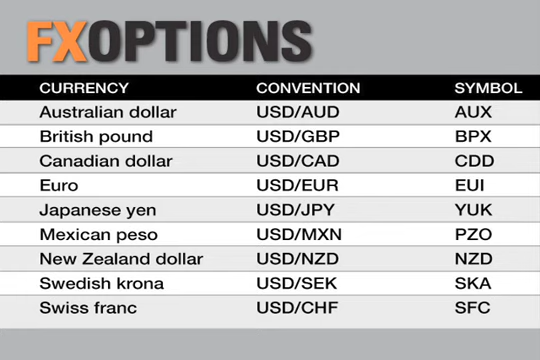 FXOPTIONS
CURRENCY CONVENTION SYMBOL
Australian dollar USD/AUD AUX
British pound USD/GBP BPX
Canadian dollar USD/CAD CDD
Euro USD/EUR EUI
Japanese yen USD/JPY YUK
Mexican peso USD/MXN PZO
New Zealand dollar USD/NZD NZD
Swedish krona USD/SEK SKA
Swiss franc USD/CHF SFC